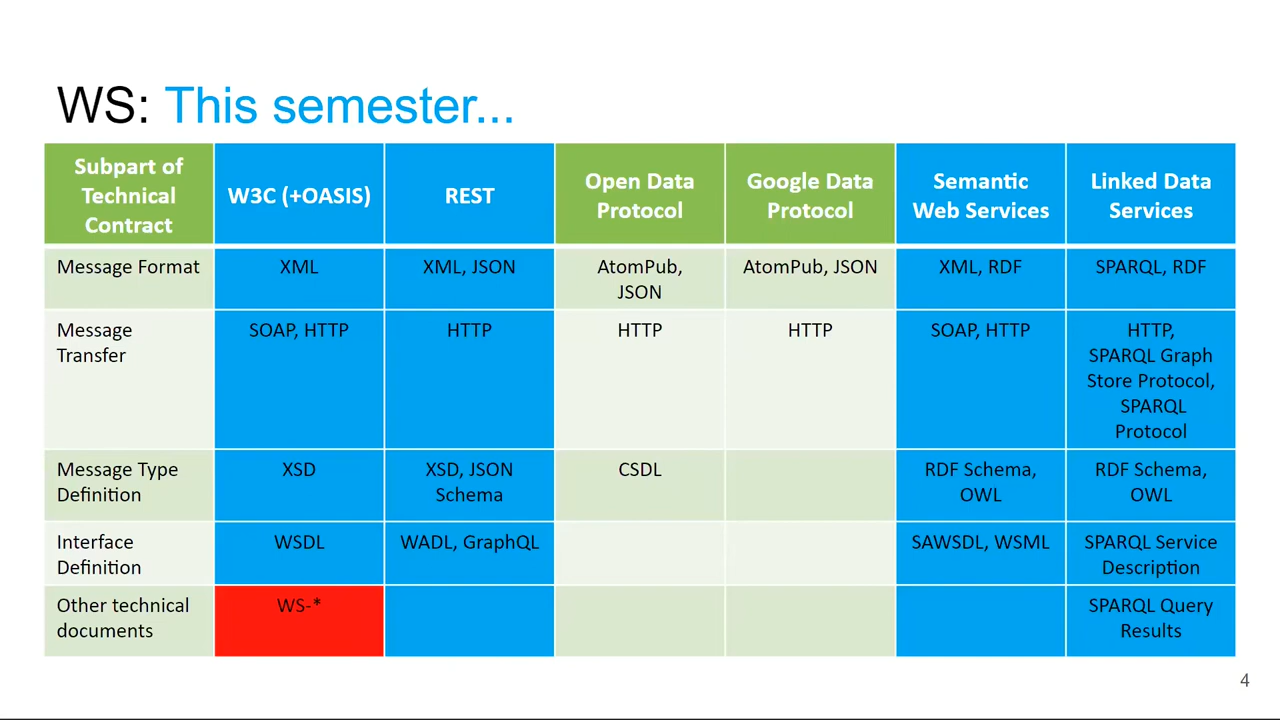 WS: This semester...
Subpart of
Technical
Contract
W3C (+OASIS)
REST
Open Data
Protocol
Google Data
Protocol
Semantic
Web Services
Linked Data
Services
Message Format
XML
XML, JSON
AtomPub,
JSON
AtomPub, JSON
XML, RDF
SPARQL, RDF
Message
Transfer
SOAP, HTTP
HTTP
HTTP
HTTP
SOAP, HTTP
HTTP,
SPARQL Graph
Store Protocol,
SPARQL
Protocol
Message Type
Definition
XSD
XSD, JSON
Schema
CSDL
RDF Schema,
OWL
RDF Schema,
OWL
Interface
Definition
WSDL
WADL, GraphQL
SAWSDL, WSML
SPARQL Service
Description
Other technical
documents
WS-*
SPARQL Query
Results
4